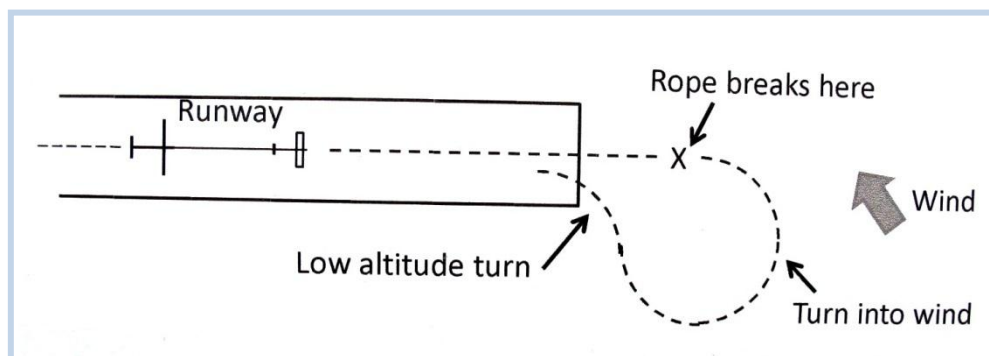 Rope breaks here
Runway
X
Wind
Low altitude turn
Turn into wind